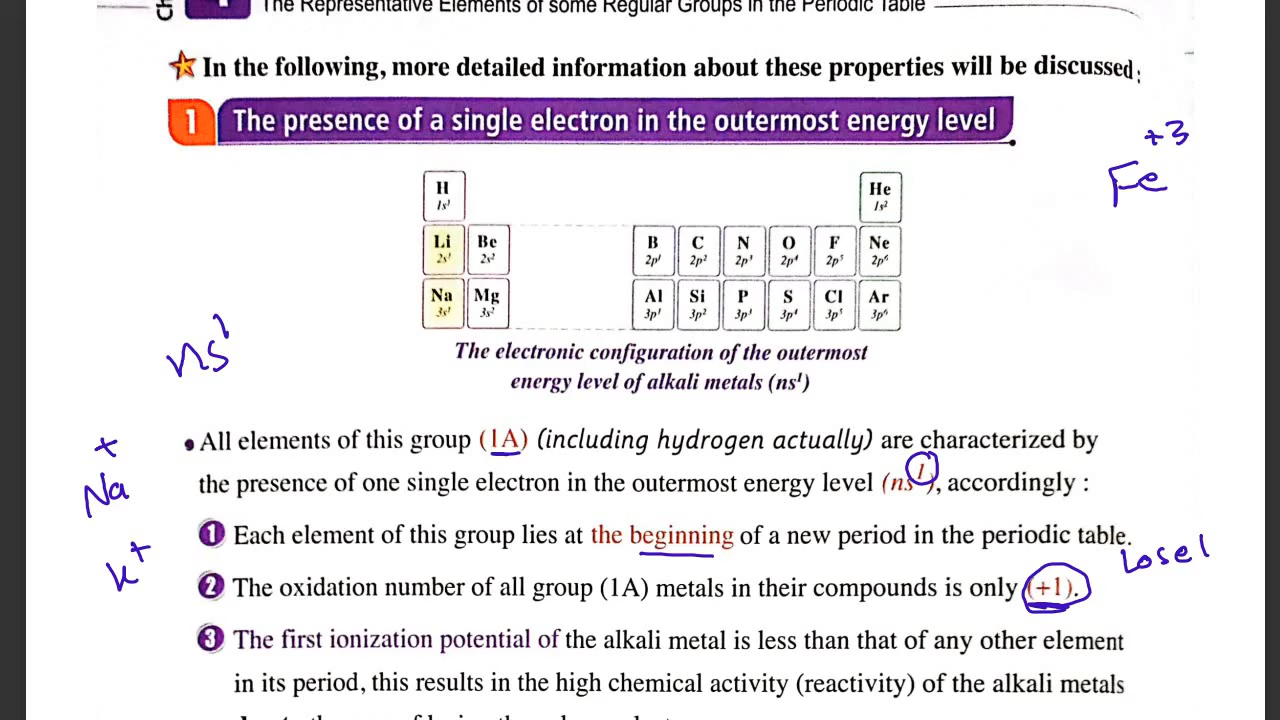 The Representative Elements of some Regular Groups in the Periodic Table
In the following, more detailed information about these properties will be discussed:
1 The presence of a single electron in the outermost energy level
+3
Fe
H He
1s¹ 1s²
Li Be B C N O F Ne
2s¹ 2s² 2p¹ 2p² 2p³ 2p⁴ 2p⁵ 2p⁶
Na Mg Al Si P S Cl Ar
3s¹ 3s² 3p¹ 3p² 3p³ 3p⁴ 3p⁵ 3p⁶
ns¹
The electronic configuration of the outermost
energy level of alkali metals (ns¹)
+
Na
K+
• All elements of this group (1A) (including hydrogen actually) are characterized by
the presence of one single electron in the outermost energy level (ns¹), accordingly :
1 Each element of this group lies at the beginning of a new period in the periodic table.
Lose 1
2 The oxidation number of all group (1A) metals in their compounds is only (+1).
3 The first ionization potential of the alkali metal is less than that of any other element
in its period, this results in the high chemical activity (reactivity) of the alkali metals